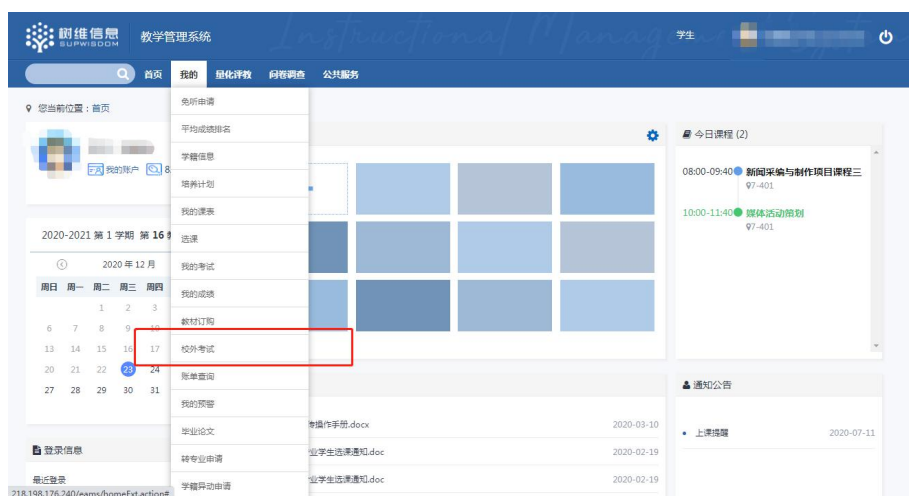 树维信息
SUPWISDOM
教学管理系统
学生
首页 我的 量化评教 问卷调查 公共服务
您当前位置：首页
免听申请
平均成绩排名
学籍信息
培养计划
我的课表
选课
我的考试
我的成绩
教材订购
校外考试
账单查询
我的预警
毕业论文
转专业申请
学籍异动申请
我的账户
8
2020-2021 第 1 学期 第 16
2020 年 12 月
周日 周一 周二 周三 周四
1 2 3
6 7 8 9 10
13 14 15 16 17
20 21 22 23 24
27 28 29 30 31
登录信息
最近登录
218.198.176.240/eams/homeExt.action#
操作手册.docx 2020-03-10
业学生选课通知.doc 2020-02-19
业学生选课通知.doc 2020-02-19
今日课程 (2)
08:00-09:40 新闻采编与制作项目课程三
7-401
10:00-11:40 媒体活动策划
7-401
通知公告
上课提醒 2020-07-11